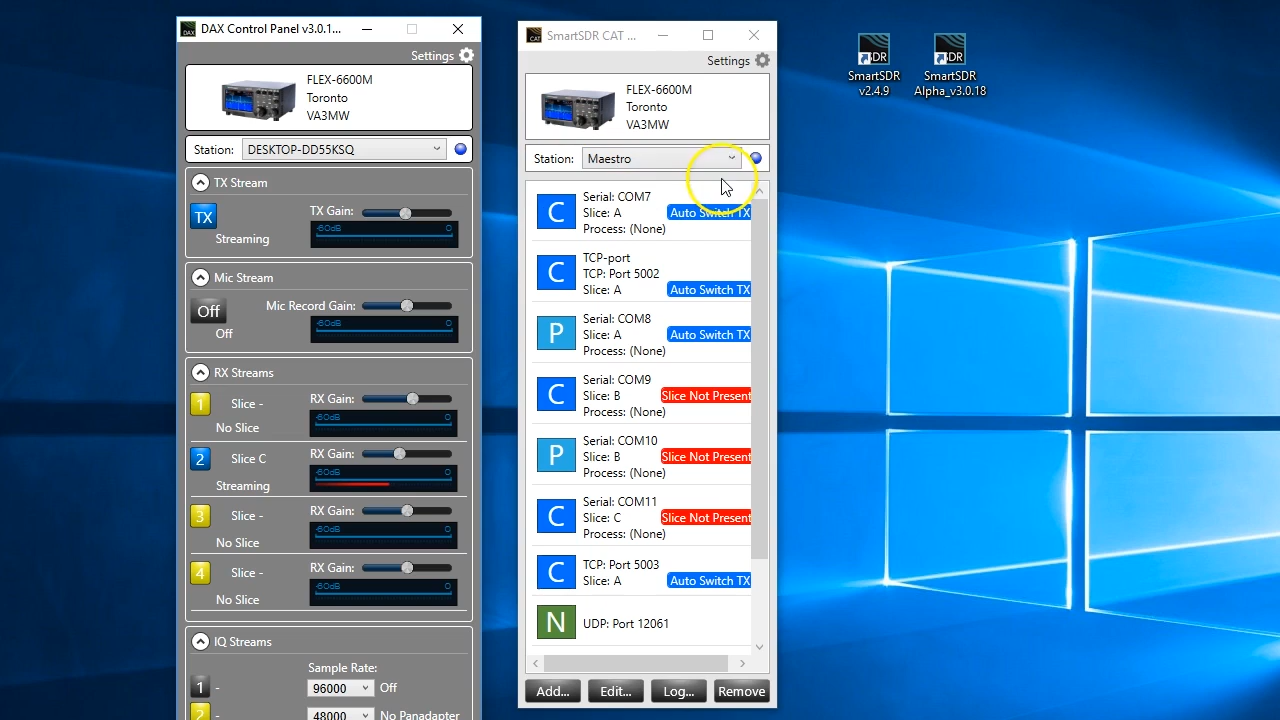 DAX Control Panel v3.0.1...
Settings
FLEX-6600M
Toronto
VA3MW
Station: DESKTOP-DD55KSQ
TX Stream
TX
TX Gain:
-60dB 0
Streaming
Mic Stream
Off
Mic Record Gain:
-60dB 0
Off
RX Streams
1 Slice - RX Gain:
-60dB 0
No Slice
2 Slice C RX Gain:
-60dB 0
Streaming
3 Slice - RX Gain:
-60dB 0
No Slice
4 Slice - RX Gain:
-60dB 0
No Slice
IQ Streams
Sample Rate:
1 - 96000 Off
2 - 48000 No Panadapter
CAT SmartSDR CAT ...
Settings
FLEX-6600M
Toronto
VA3MW
Station: Maestro
C Serial: COM7
Slice: A Auto Switch TX
Process: (None)
C TCP-port
TCP: Port 5002
Slice: A Auto Switch TX
P Serial: COM8
Slice: A Auto Switch TX
Process: (None)
C Serial: COM9
Slice: B Slice Not Present
Process: (None)
P Serial: COM10
Slice: B Slice Not Present
Process: (None)
C Serial: COM11
Slice: C Slice Not Present
Process: (None)
C TCP: Port 5003
Slice: A Auto Switch TX
N UDP: Port 12061
Add... Edit... Log... Remove
SDR
SmartSDR
v2.4.9
SDR
SmartSDR
Alpha_v3.0.18